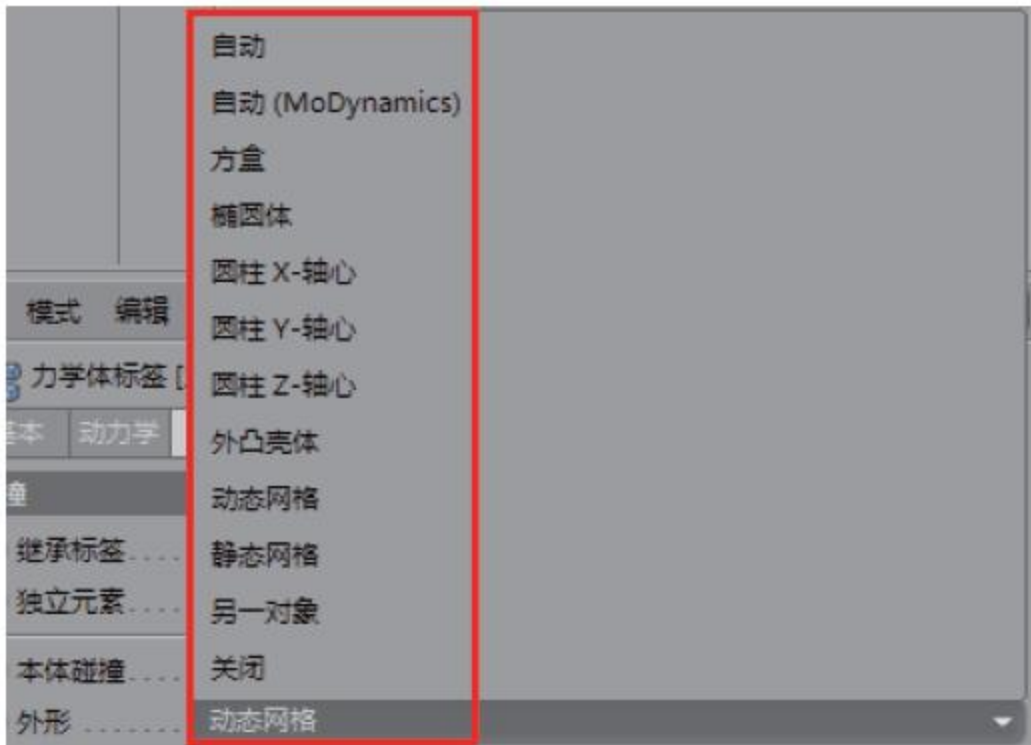 自动
自动 (MoDynamics)
方盒
椭圆体
圆柱 X-轴心
圆柱 Y-轴心
圆柱 Z-轴心
外凸壳体
动态网格
静态网格
另一对象
关闭
动态网格
模式 编辑
力学体标签 [
基本 动力学
撞
继承标签....
独立元素....
本体碰撞....
外形.......